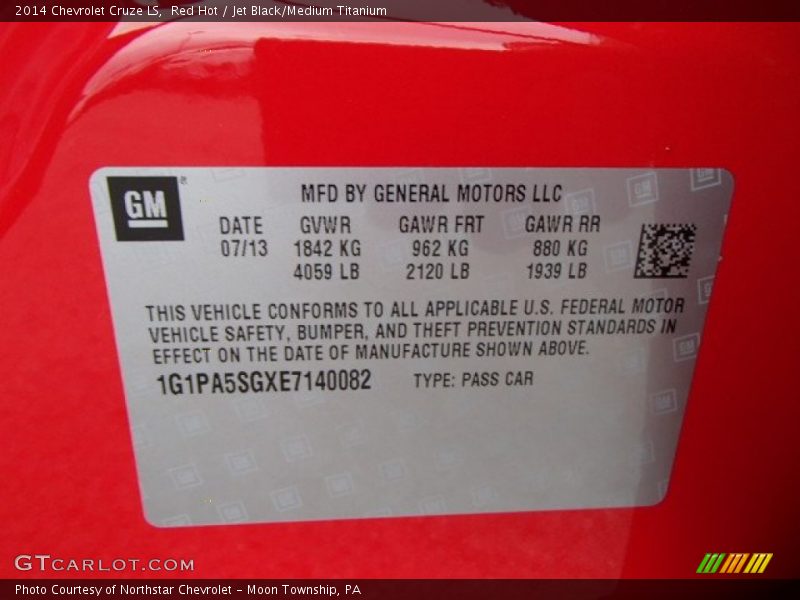 2014 Chevrolet Cruze LS, Red Hot / Jet Black/Medium Titanium
GM®
MFD BY GENERAL MOTORS LLC
DATE GVWR GAWR FRT GAWR RR
07/13 1842 KG 962 KG 880 KG
4059 LB 2120 LB 1939 LB
THIS VEHICLE CONFORMS TO ALL APPLICABLE U.S. FEDERAL MOTOR
VEHICLE SAFETY, BUMPER, AND THEFT PREVENTION STANDARDS IN
EFFECT ON THE DATE OF MANUFACTURE SHOWN ABOVE.
1G1PA5SGXE7140082 TYPE: PASS CAR
GTCARLOT.COM
Photo Courtesy of Northstar Chevrolet - Moon Township, PA